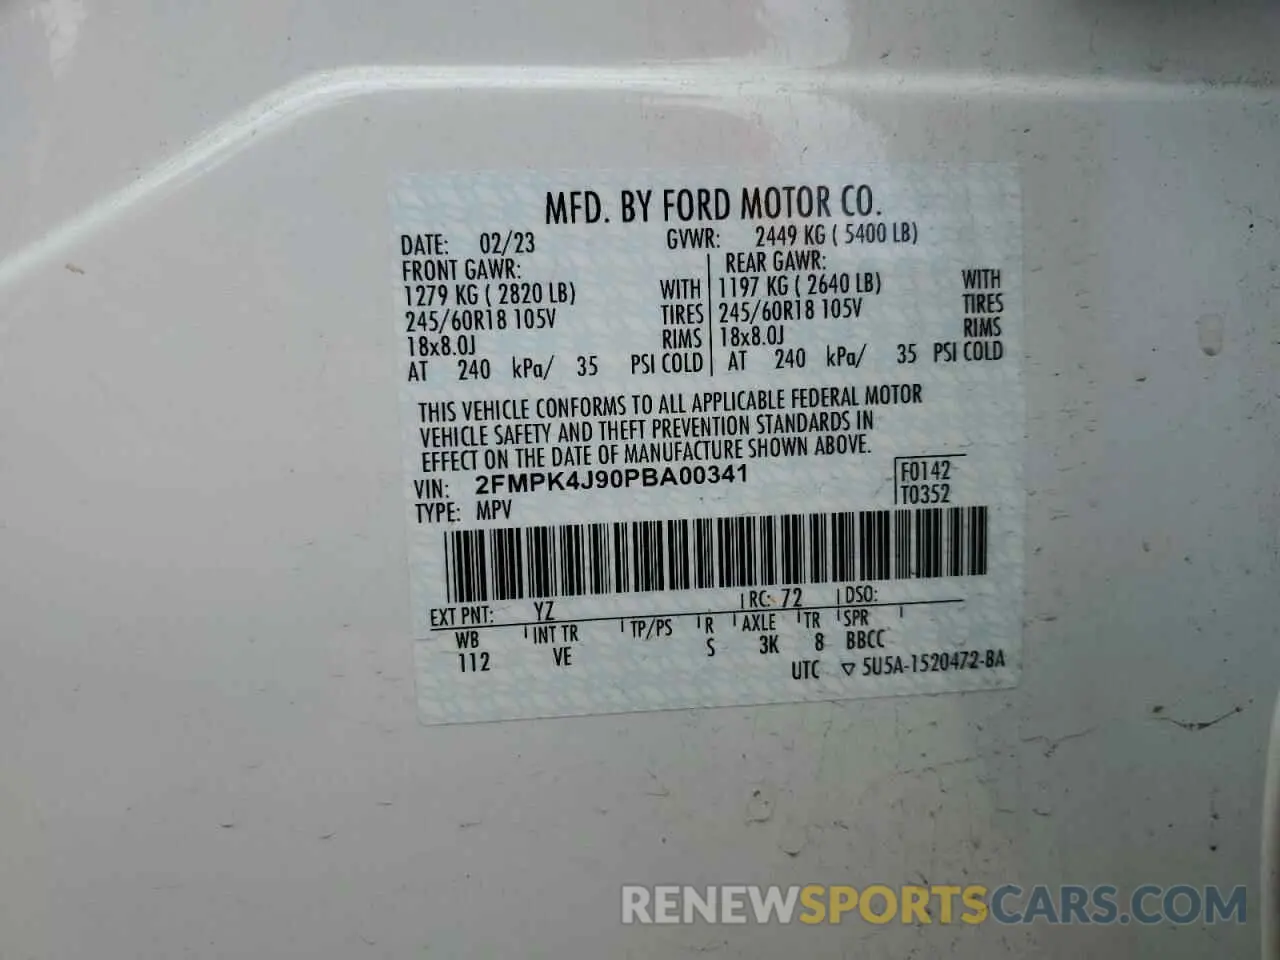 MFD. BY FORD MOTOR CO.
DATE: 02/23 GVWR: 2449 KG ( 5400 LB)
FRONT GAWR: REAR GAWR:
1279 KG ( 2820 LB) WITH 1197 KG ( 2640 LB) WITH
245/60R18 105V TIRES 245/60R18 105V TIRES
18x8.0J RIMS 18x8.0J RIMS
AT 240 kPa/ 35 PSI COLD AT 240 kPa/ 35 PSI COLD
THIS VEHICLE CONFORMS TO ALL APPLICABLE FEDERAL MOTOR
VEHICLE SAFETY AND THEFT PREVENTION STANDARDS IN
EFFECT ON THE DATE OF MANUFACTURE SHOWN ABOVE.
VIN: 2FMPK4J90PBA00341 F0142
TYPE: MPV T0352
EXT PNT: YZ RC: 72 DSO:
WB INT TR TP/PS R AXLE TR SPR
112 VE S 3K 8 BBCC
UTC ▽ 5U5A-1520472-BA
RENEWSPORTSCARS.COM